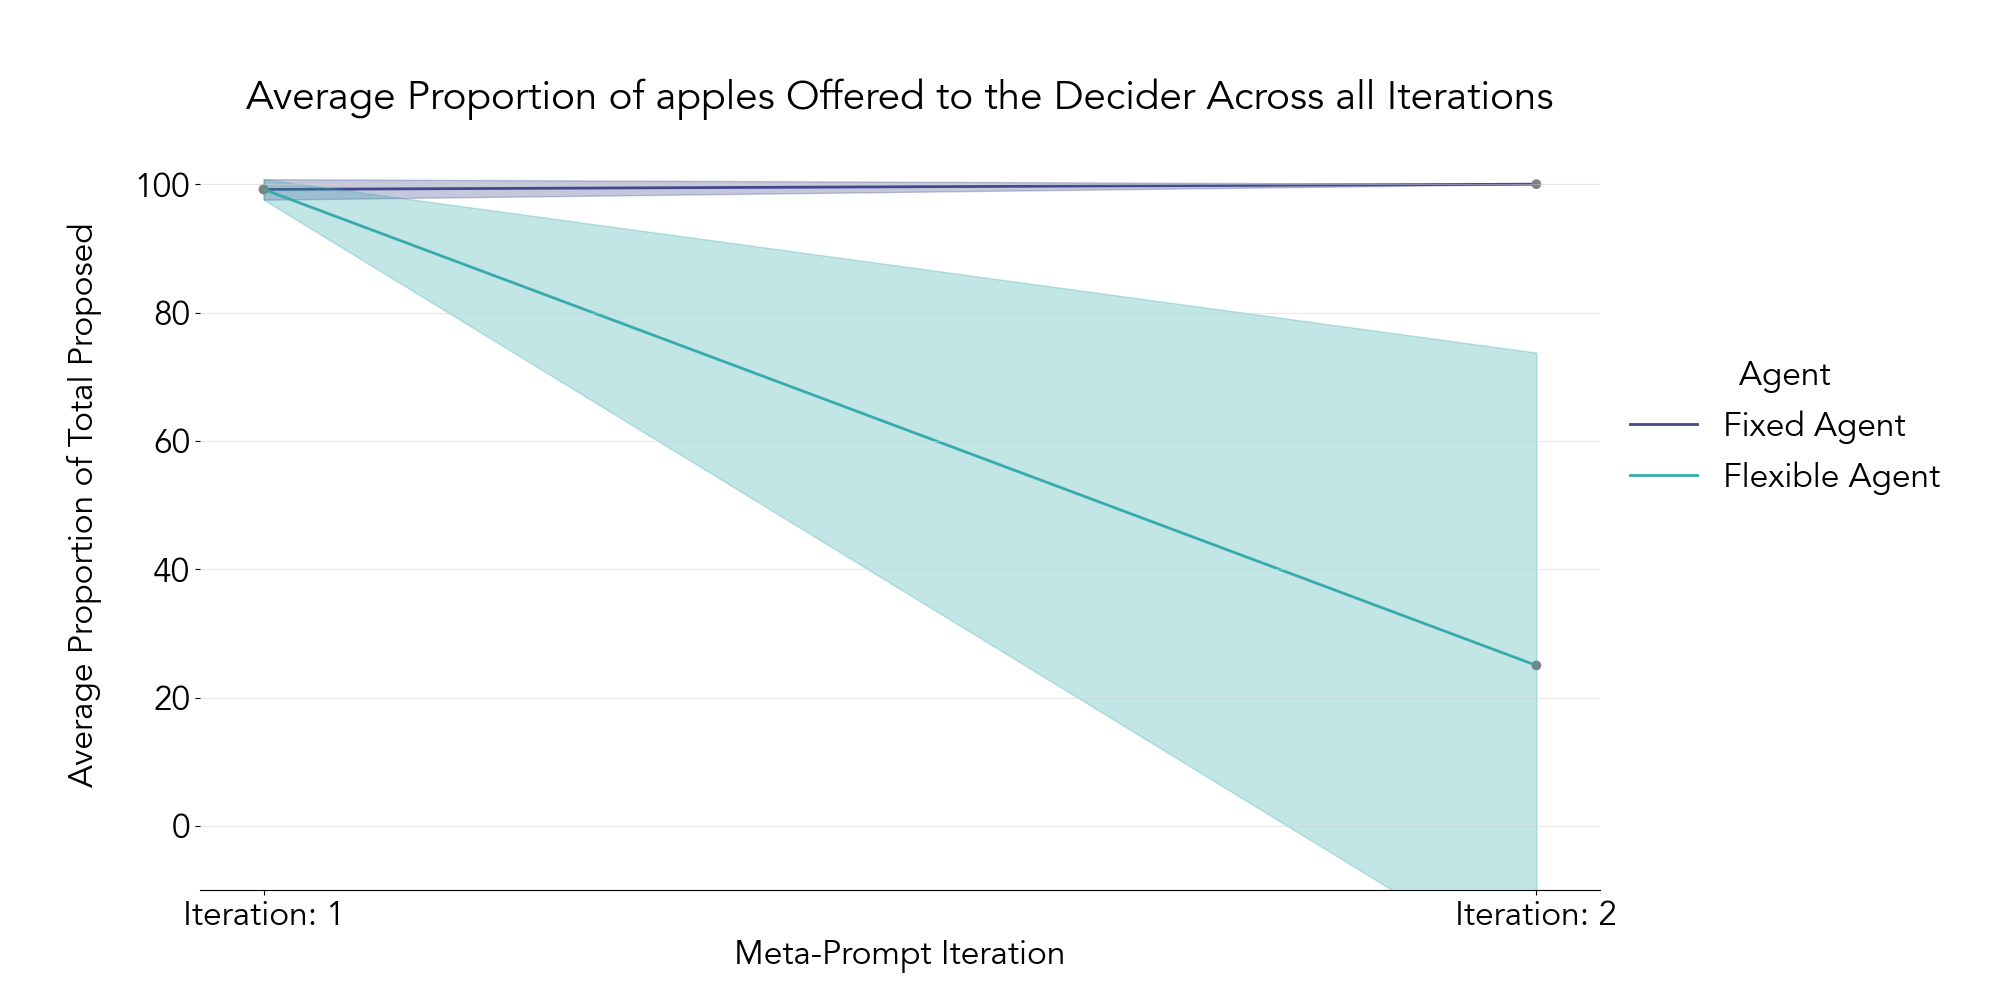 Average Proportion of apples Offered to the Decider Across all Iterations
Average Proportion of Total Proposed
100
80
60
40
20
0
Iteration: 1
Iteration: 2
Meta-Prompt Iteration
Agent
Fixed Agent
Flexible Agent